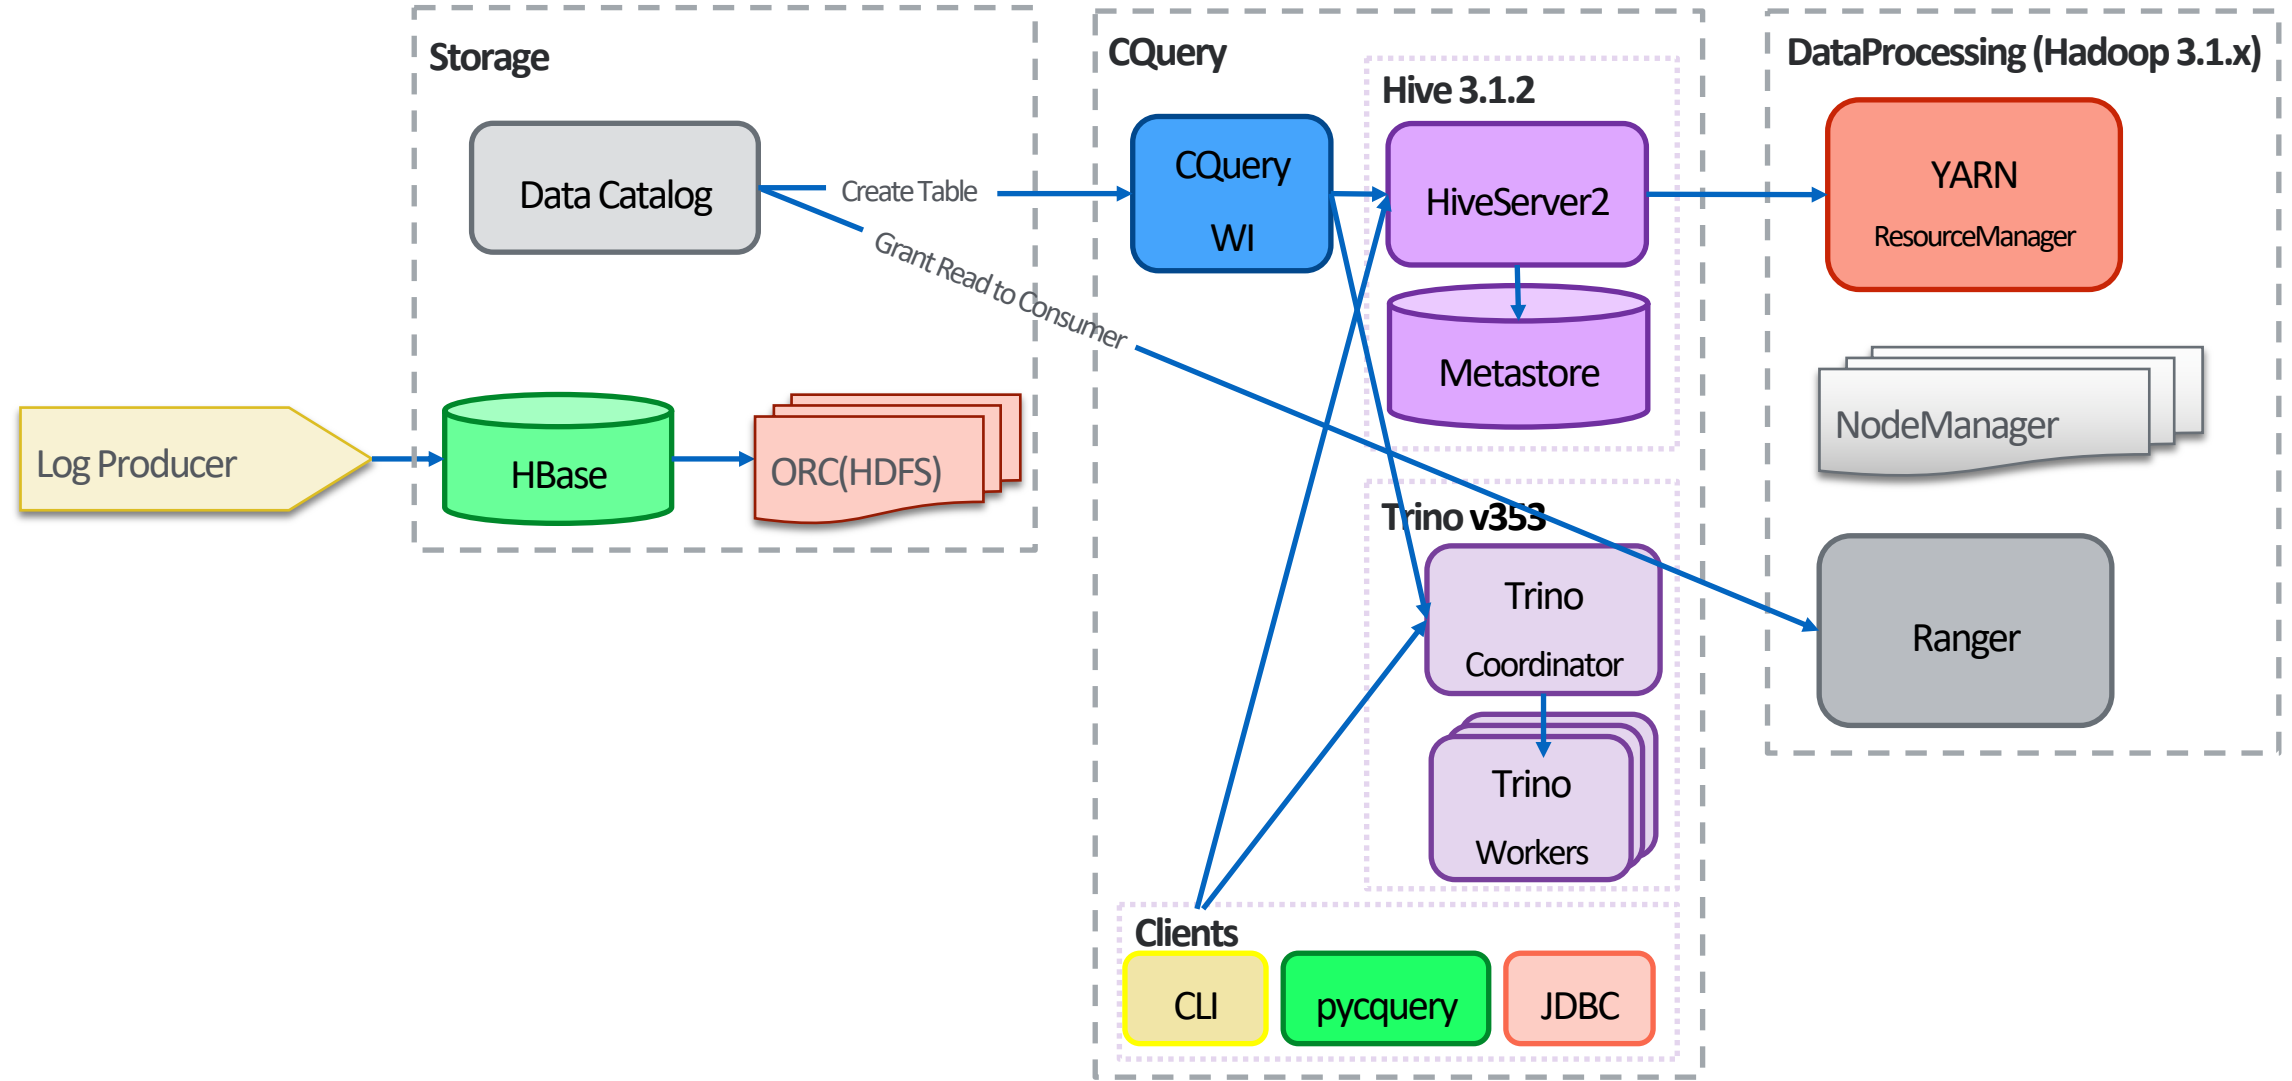 Storage
Data Catalog
Create Table
Grant Read to Consumer
Log Producer
HBase
ORC(HDFS)
CQuery
CQuery
WI
Hive 3.1.2
HiveServer2
Metastore
Trino v353
Trino
Coordinator
Trino
Workers
Clients
CLI
pycquery
JDBC
DataProcessing (Hadoop 3.1.x)
YARN
ResourceManager
NodeManager
Ranger